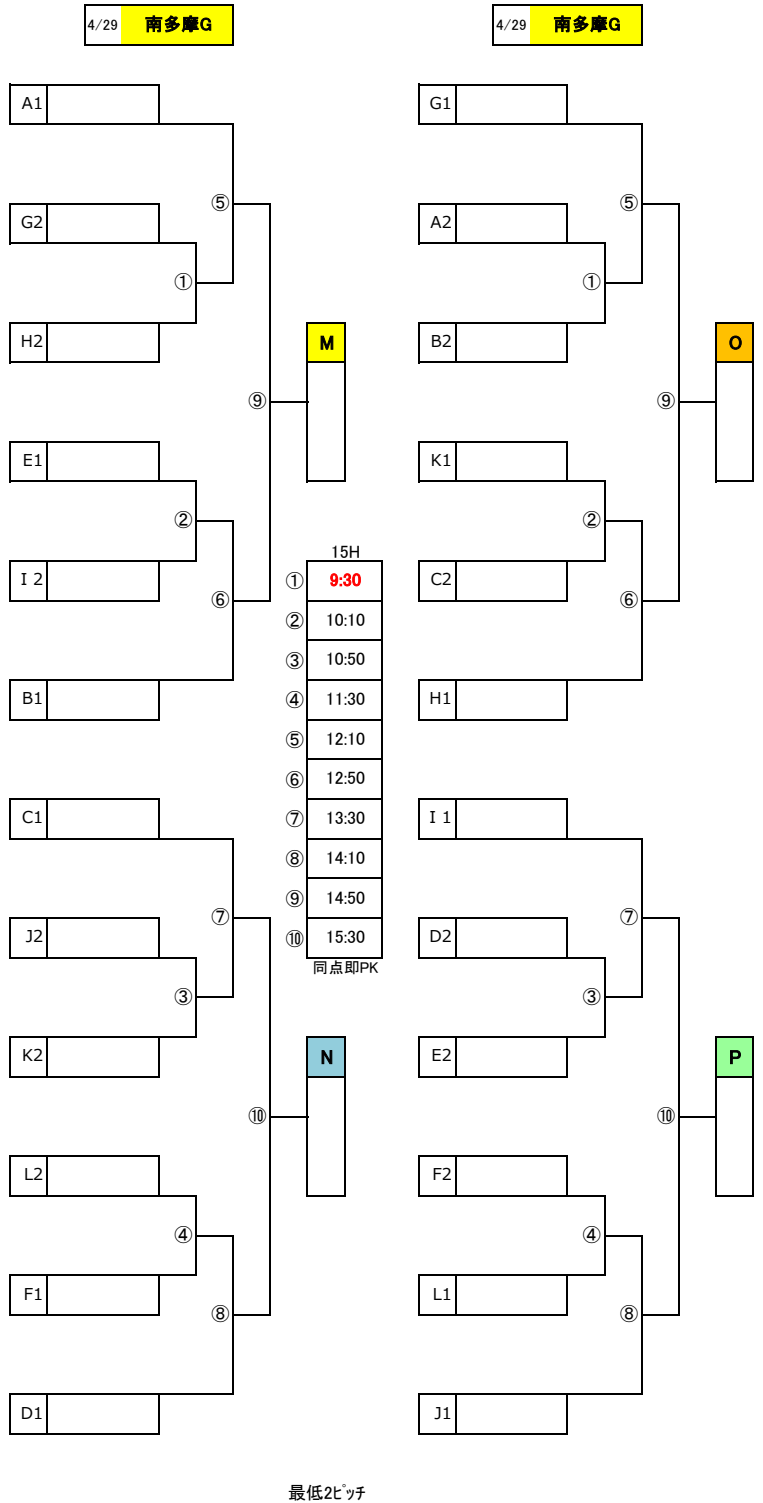 4/29 南多摩G
4/29 南多摩G
A1
⑤
G2
①
H2
M
⑨
E1
②
I 2
⑥
B1
C1
⑦
J2
③
K2
N
⑩
L2
④
F1
⑧
D1
15H
① 9:30
② 10:10
③ 10:50
④ 11:30
⑤ 12:10
⑥ 12:50
⑦ 13:30
⑧ 14:10
⑨ 14:50
⑩ 15:30
同点即PK
G1
⑤
A2
①
B2
O
⑨
K1
②
C2
⑥
H1
I 1
⑦
D2
③
E2
P
⑩
F2
④
L1
⑧
J1
最低2ﾋﾟｯﾁ